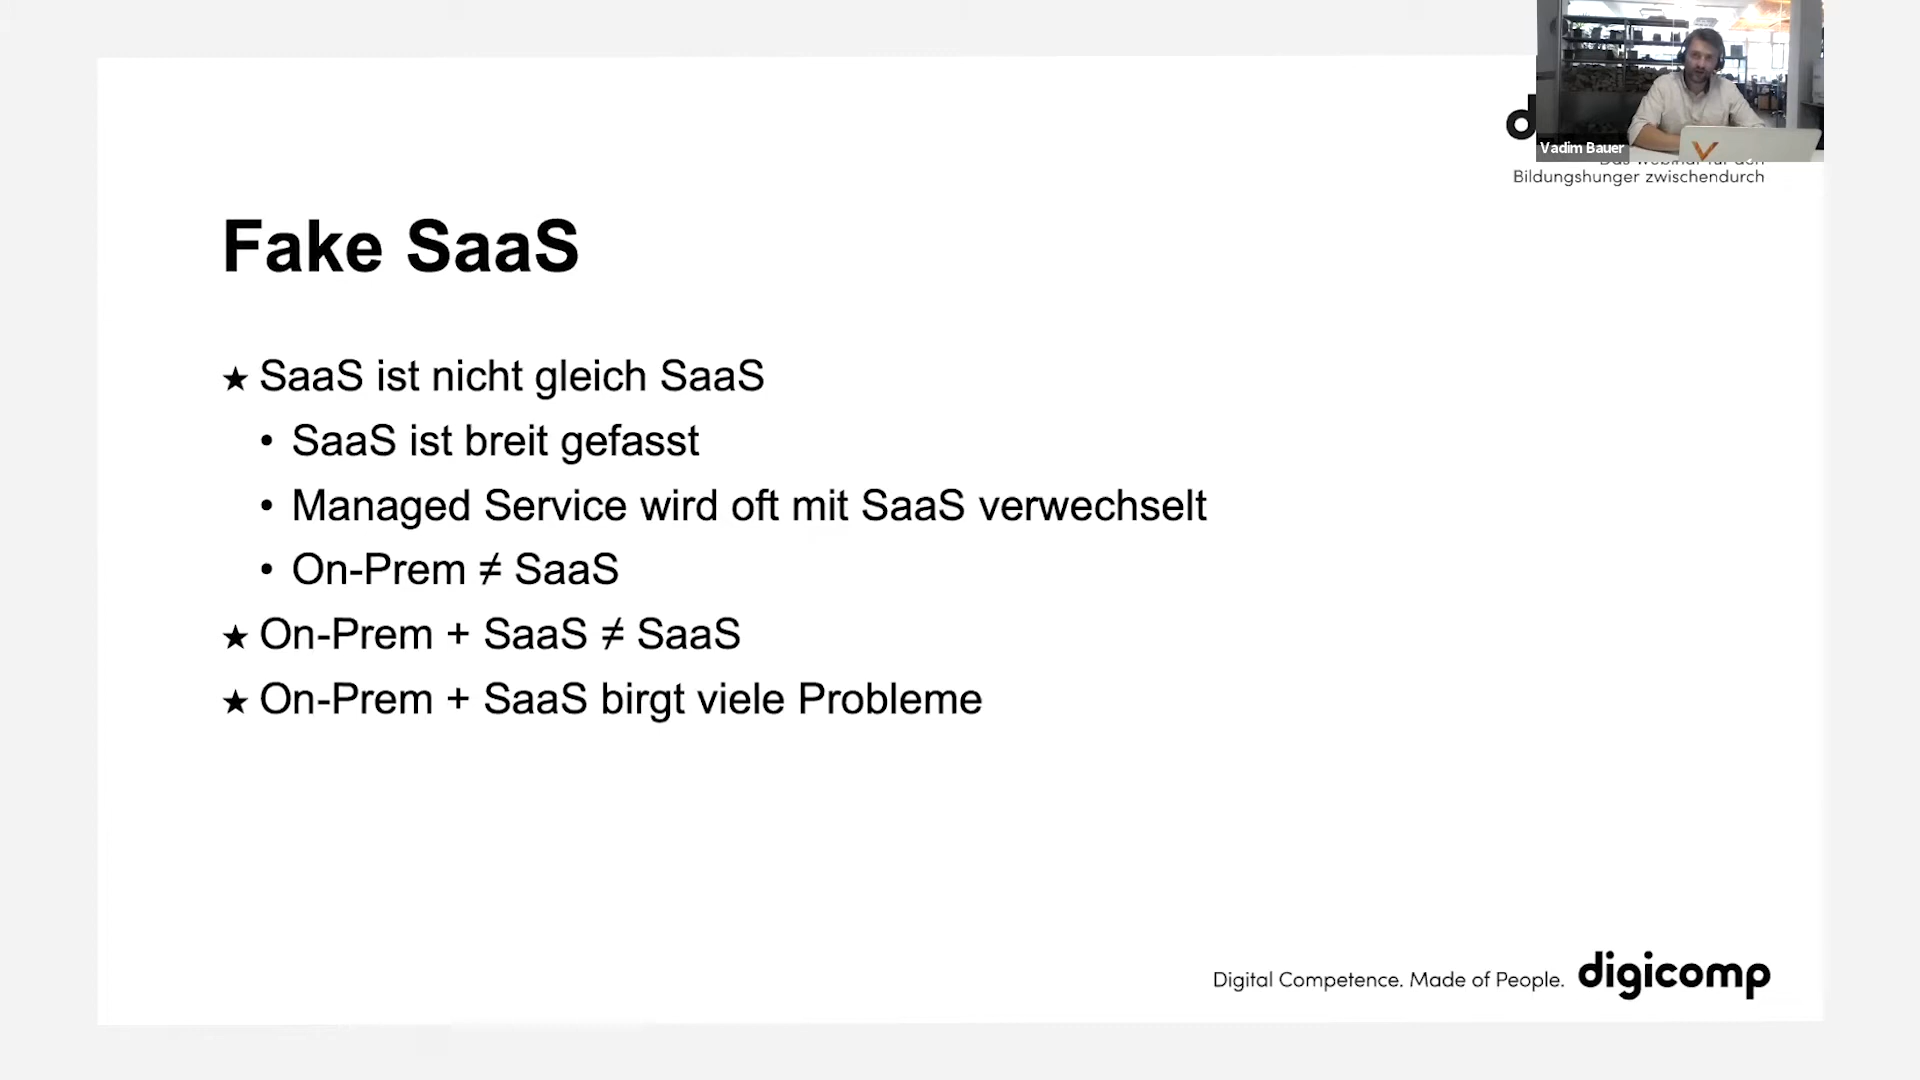 Vadim Bauer
Bildungshunger zwischendurch
Fake SaaS
★ SaaS ist nicht gleich SaaS
• SaaS ist breit gefasst
• Managed Service wird oft mit SaaS verwechselt
• On-Prem ≠ SaaS
★ On-Prem + SaaS ≠ SaaS
★ On-Prem + SaaS birgt viele Probleme
Digital Competence. Made of People. digicomp